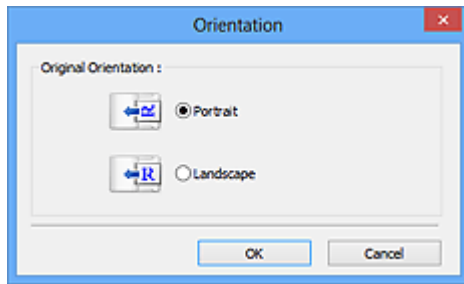 Orientation
Original Orientation :
Portrait
R Landscape
OK Cancel